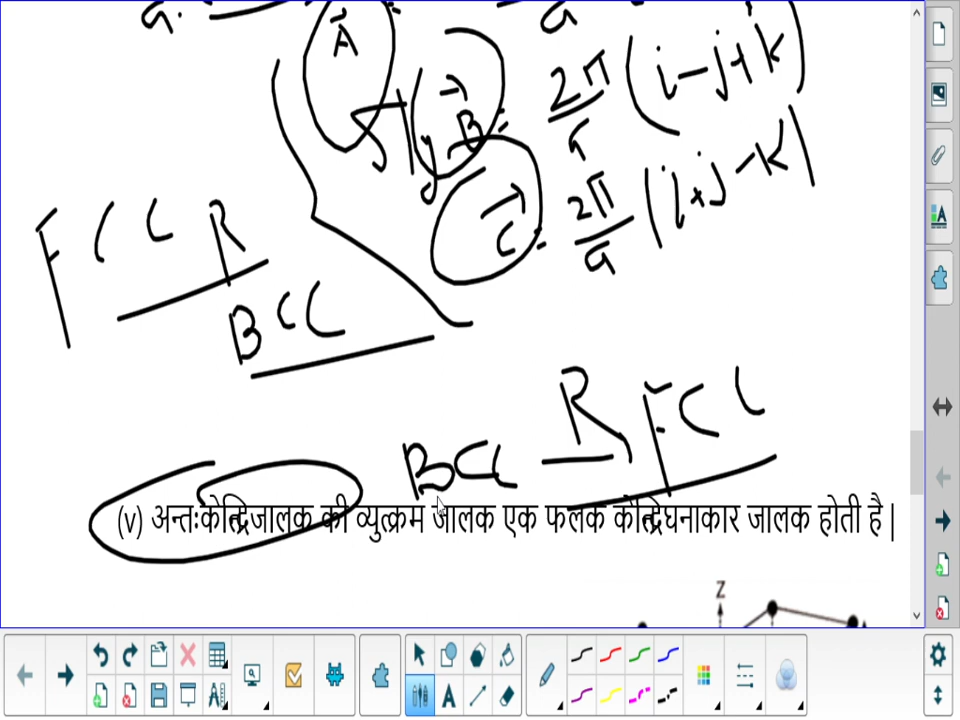 A⃗
B⃗ = 2π/a (i-j+k)
C⃗ = 2π/a (i+j-k)
FCC R
BCC
BCC R FCC
(v) अन्तःकेन्द्रिजालक की व्युत्क्रम जालक एक फलक केन्द्रिघनाकार जालक होती है |
Z